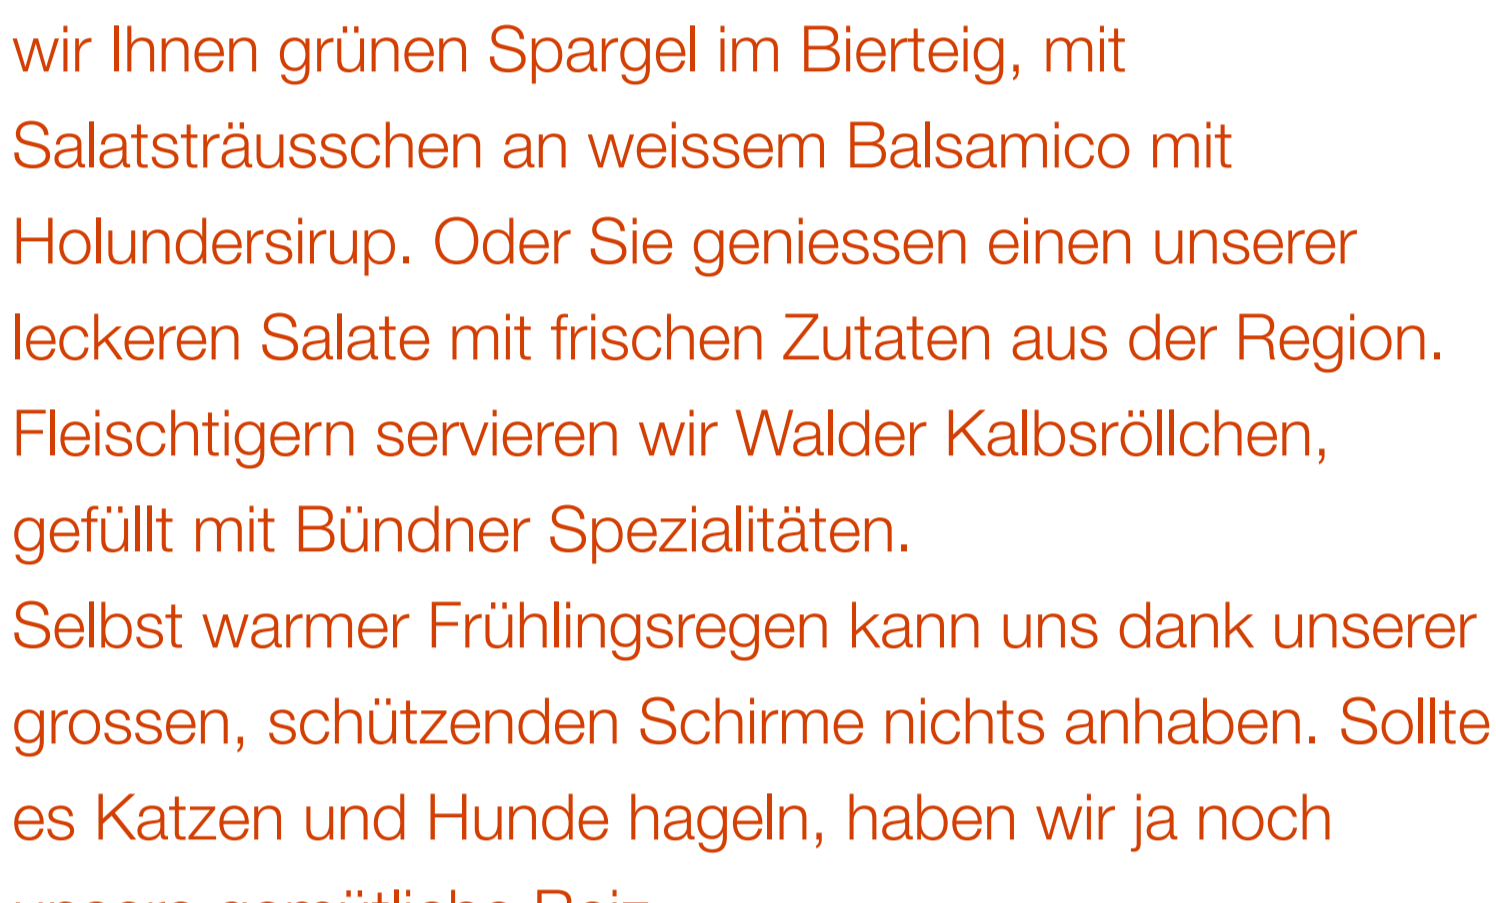 wir Ihnen grünen Spargel im Bierteig, mit
Salatsträusschen an weissem Balsamico mit
Holundersirup. Oder Sie geniessen einen unserer
leckeren Salate mit frischen Zutaten aus der Region.
Fleischtigern servieren wir Walder Kalbsröllchen,
gefüllt mit Bündner Spezialitäten.
Selbst warmer Frühlingsregen kann uns dank unserer
grossen, schützenden Schirme nichts anhaben. Sollte
es Katzen und Hunde hageln, haben wir ja noch
unsere gemütliche Beiz